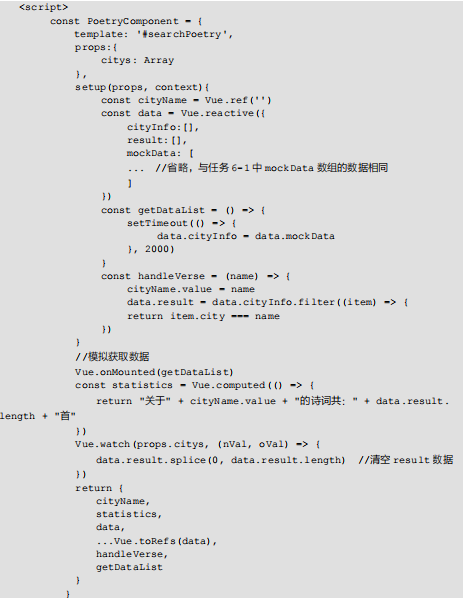 <script>
const PoetryComponent = {
template: '#searchPoetry',
props:{
citys: Array
},
setup(props, context){
const cityName = Vue.ref('')
const data = Vue.reactive({
cityInfo:[],
result:[],
mockData: [
... //省略，与任务 6-1 中 mockData 数组的数据相同
]
})
const getDataList = () => {
setTimeout(() => {
data.cityInfo = data.mockData
}, 2000)
}
const handleVerse = (name) => {
cityName.value = name
data.result = data.cityInfo.filter((item) => {
return item.city === name
})
}
//模拟获取数据
Vue.onMounted(getDataList)
const statistics = Vue.computed(() => {
return "关于" + cityName.value + "的诗词共：" + data.result.
length + "首"
})
Vue.watch(props.citys, (nVal, oVal) => {
data.result.splice(0, data.result.length) //清空 result 数据
})
return {
cityName,
statistics,
data,
...Vue.toRefs(data),
handleVerse,
getDataList
}
}